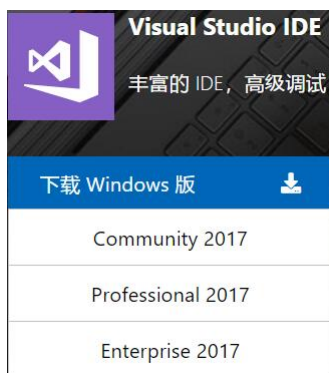 Visual Studio IDE
丰富的 IDE，高级调试
下载 Windows 版
Community 2017
Professional 2017
Enterprise 2017